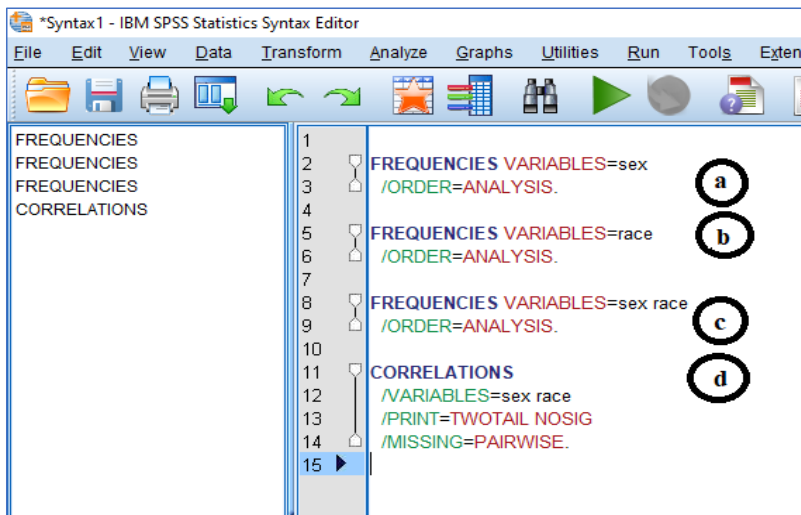 *Syntax1 - IBM SPSS Statistics Syntax Editor
File Edit View Data Transform Analyze Graphs Utilities Run Tools Exten
FREQUENCIES
FREQUENCIES
FREQUENCIES
CORRELATIONS
1
2 FREQUENCIES VARIABLES=sex
3 /ORDER=ANALYSIS.
a
4
5 FREQUENCIES VARIABLES=race
6 /ORDER=ANALYSIS.
b
7
8 FREQUENCIES VARIABLES=sex race
9 /ORDER=ANALYSIS.
c
10
11 CORRELATIONS
d
12 /VARIABLES=sex race
13 /PRINT=TWOTAIL NOSIG
14 /MISSING=PAIRWISE.
15